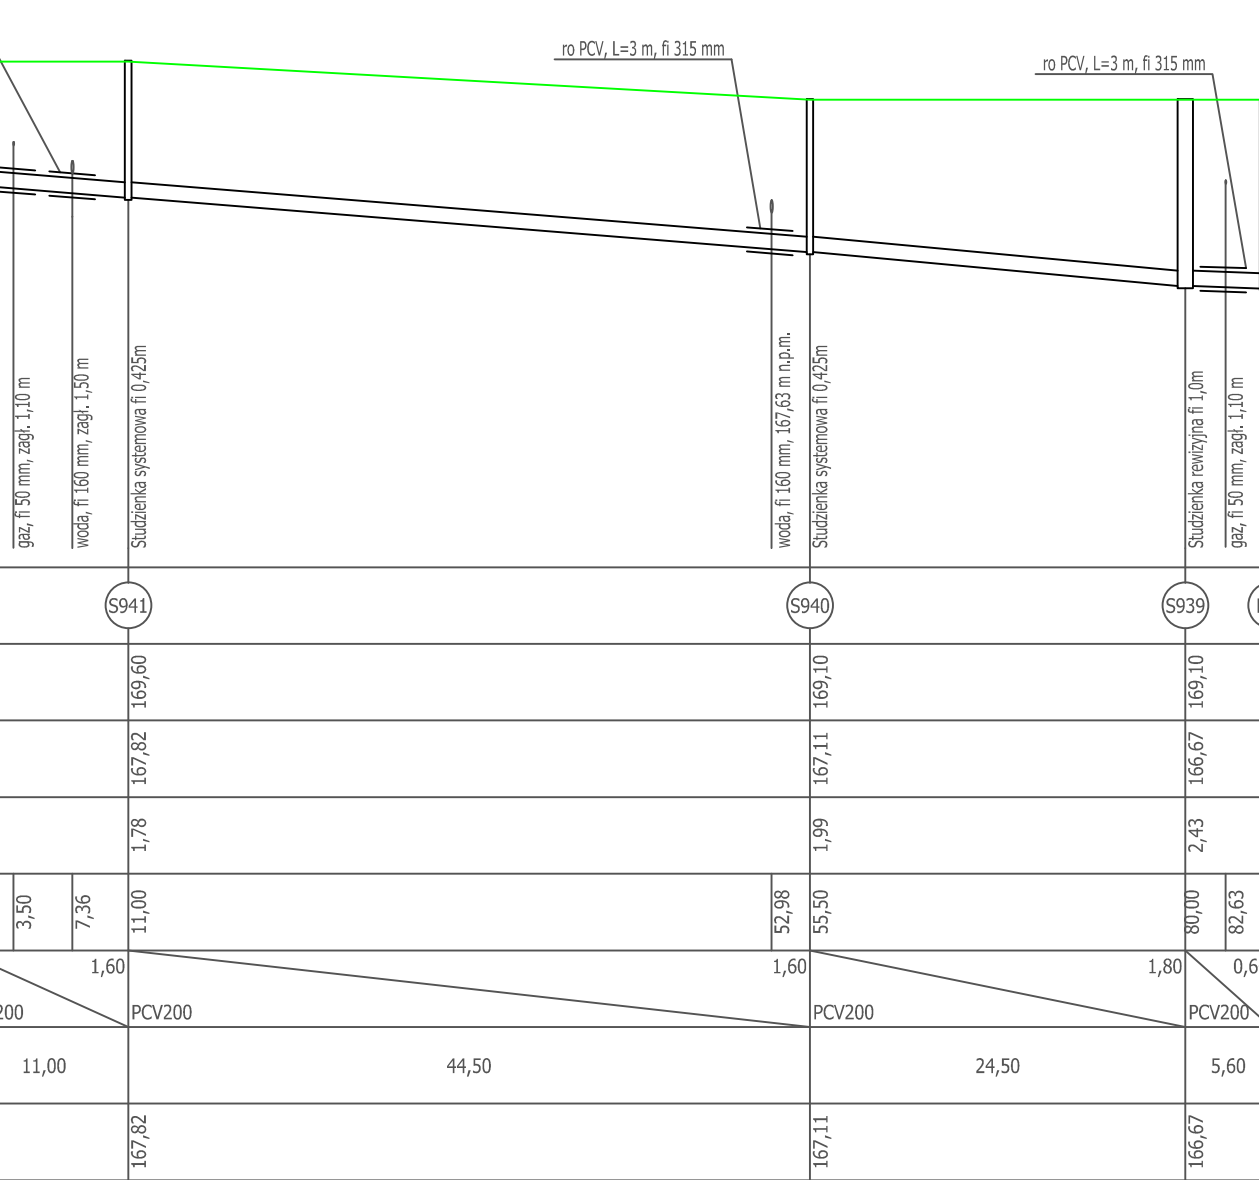 ro PCV, L=3 m, fi 315 mm
ro PCV, L=3 m, fi 315 mm
gaz, fi 50 mm, zagł. 1,10 m
woda, fi 160 mm, zagł. 1,50 m
Studzienka systemowa fi 0,425m
woda, fi 160 mm, 167,63 m n.p.m.
Studzienka systemowa fi 0,425m
Studzienka rewizyjna fi 1,0m
gaz, fi 50 mm, zagł. 1,10 m
S941
S940
S939
169,60
169,10
169,10
167,82
167,11
166,67
1,78
1,99
2,43
3,50
7,36
11,00
52,98
55,50
80,00
82,63
1,60
1,60
1,80
0,6
200
PCV200
PCV200
PCV200
11,00
44,50
24,50
5,60
167,82
167,11
166,67